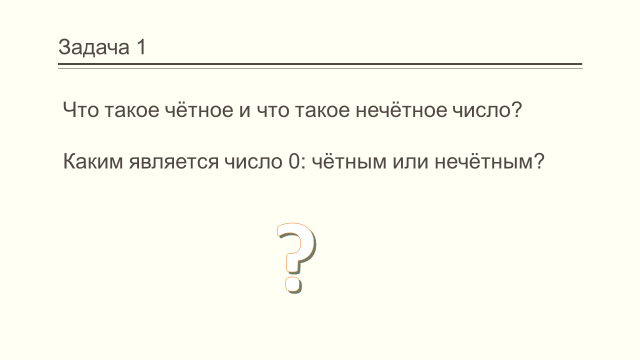 Задача 1
Что такое чётное и что такое нечётное число?
Каким является число 0: чётным или нечётным?
?